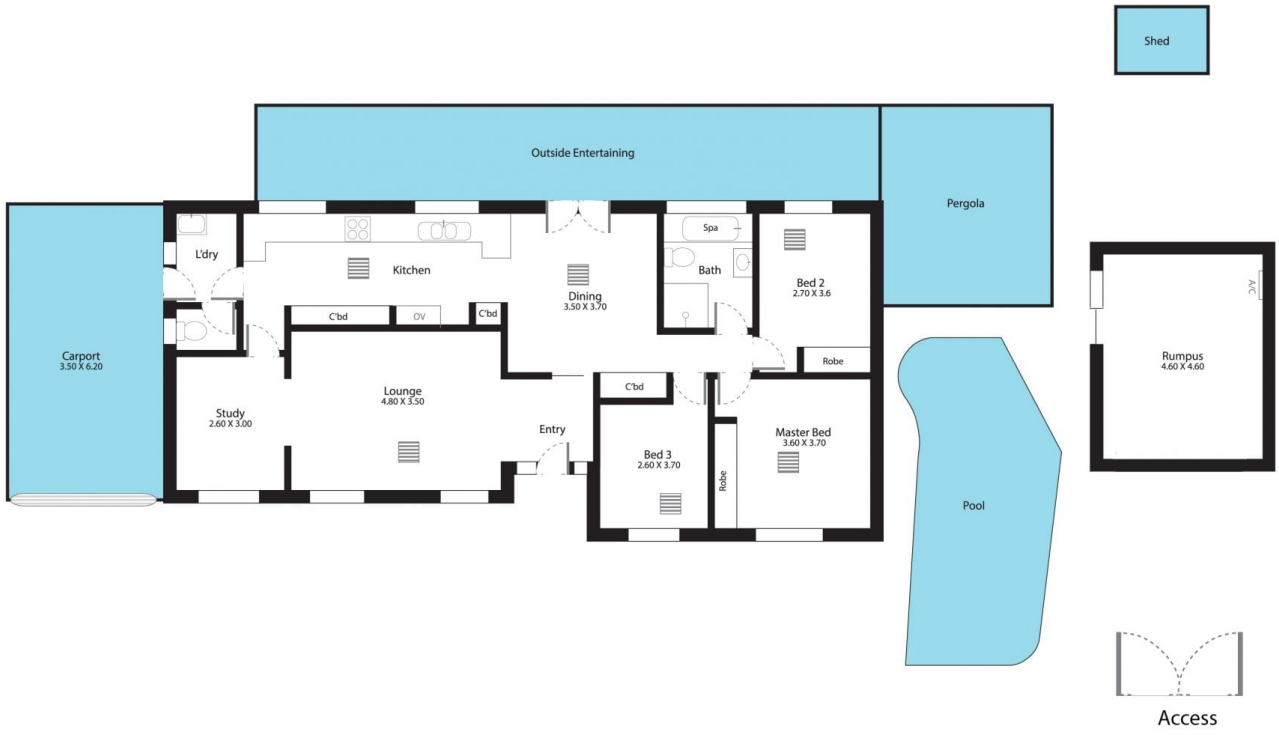 Shed
Outside Entertaining
Pergola
Spa
L'dry
Kitchen
Bath
Bed 2
2.70 X 3.6
Dining
3.50 X 3.70
C'bd
OV
C'bd
A/C
Carport
3.50 X 6.20
Rumpus
4.60 X 4.60
Robe
Lounge
4.80 X 3.50
C'bd
Study
2.60 X 3.00
Entry
Master Bed
3.60 X 3.70
Bed 3
2.60 X 3.70
Robe
Pool
Access